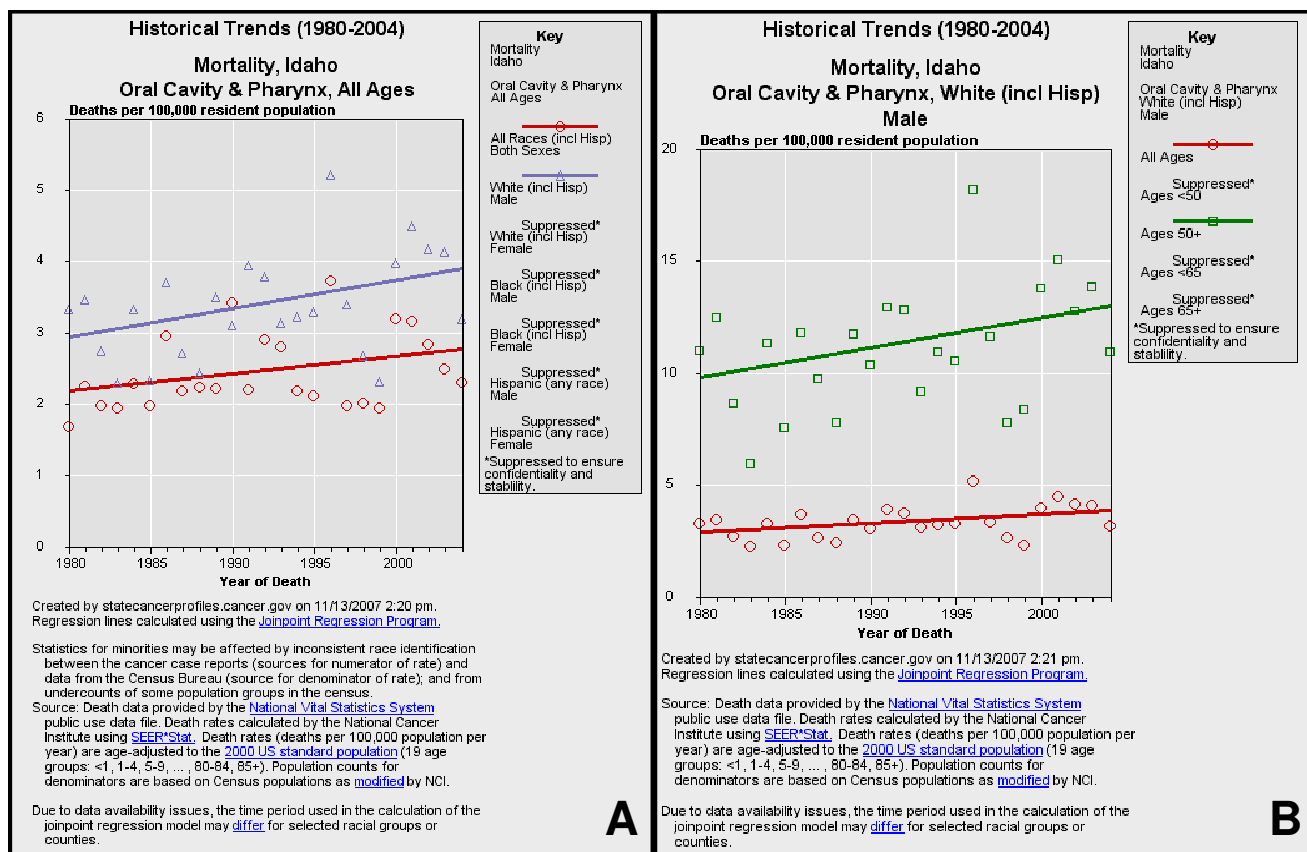 Historical Trends (1980-2004)
Mortality, Idaho
Oral Cavity & Pharynx, All Ages
Deaths per 100,000 resident population
6
5
4
3
2
1
0
1980
1985
1990
1995
2000
Year of Death
Key
Mortality
Idaho
Oral Cavity & Pharynx
All Ages
All Races (incl Hisp)
Both Sexes
White (incl Hisp)
Male
Suppressed*
White (incl Hisp)
Female
Suppressed*
Black (incl Hisp)
Male
Suppressed*
Black (incl Hisp)
Female
Suppressed*
Hispanic (any race)
Male
Suppressed*
Hispanic (any race)
Female
*Suppressed to ensure
confidentiality and
stability.
Created by statecancerprofiles.cancer.gov on 11/13/2007 2:20 pm.
Regression lines calculated using the Joinpoint Regression Program.
Statistics for minorities may be affected by inconsistent race identification
between the cancer case reports (sources for numerator of rate) and
data from the Census Bureau (source for denominator of rate); and from
undercounts of some population groups in the census.
Source: Death data provided by the National Vital Statistics System
public use data file. Death rates calculated by the National Cancer
Institute using SEER*Stat. Death rates (deaths per 100,000 population per
year) are age-adjusted to the 2000 US standard population (19 age
groups: <1, 1-4, 5-9, ... , 80-84, 85+). Population counts for
denominators are based on Census populations as modified by NCI.
Due to data availability issues, the time period used in the calculation of the
joinpoint regression model may differ for selected racial groups or
counties.
A
Historical Trends (1980-2004)
Mortality, Idaho
Oral Cavity & Pharynx, White (incl Hisp)
Male
Deaths per 100,000 resident population
20
15
10
5
0
1980
1985
1990
1995
2000
Year of Death
Key
Mortality
Idaho
Oral Cavity & Pharynx
White (incl Hisp)
Male
All Ages
Suppressed*
Ages <50
Ages 50+
Suppressed*
Ages <65
Suppressed*
Ages 65+
*Suppressed to ensure
confidentiality and
stability.
Created by statecancerprofiles.cancer.gov on 11/13/2007 2:21 pm.
Regression lines calculated using the Joinpoint Regression Program.
Source: Death data provided by the National Vital Statistics System
public use data file. Death rates calculated by the National Cancer
Institute using SEER*Stat. Death rates (deaths per 100,000 population per
year) are age-adjusted to the 2000 US standard population (19 age
groups: <1, 1-4, 5-9, ... , 80-84, 85+). Population counts for
denominators are based on Census populations as modified by NCI.
Due to data availability issues, the time period used in the calculation of the
joinpoint regression model may differ for selected racial groups or
counties.
B